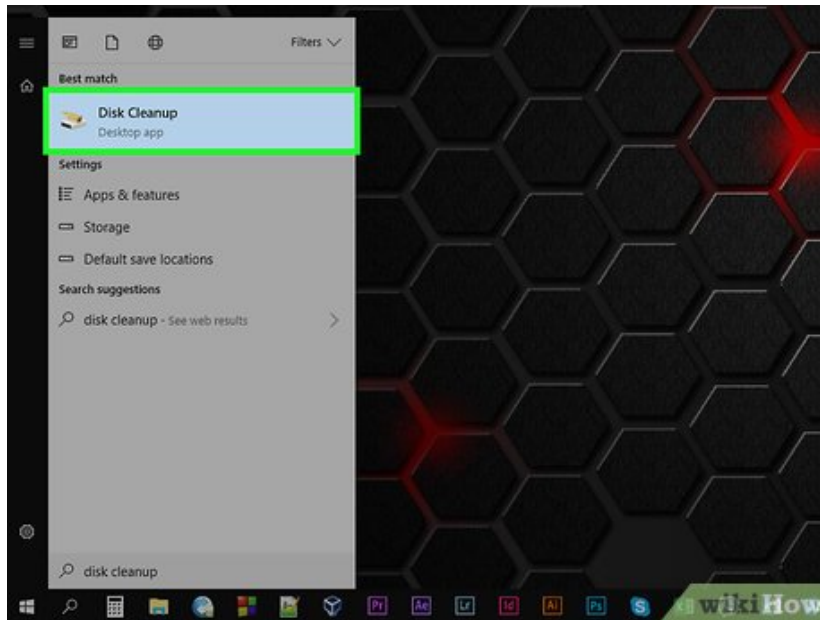 Filters
Best match
Disk Cleanup
Desktop app
Settings
Apps & features
Storage
Default save locations
Search suggestions
disk cleanup - See web results
disk cleanup
Pr Ae Lr Id Ai Ps S
wikiHow